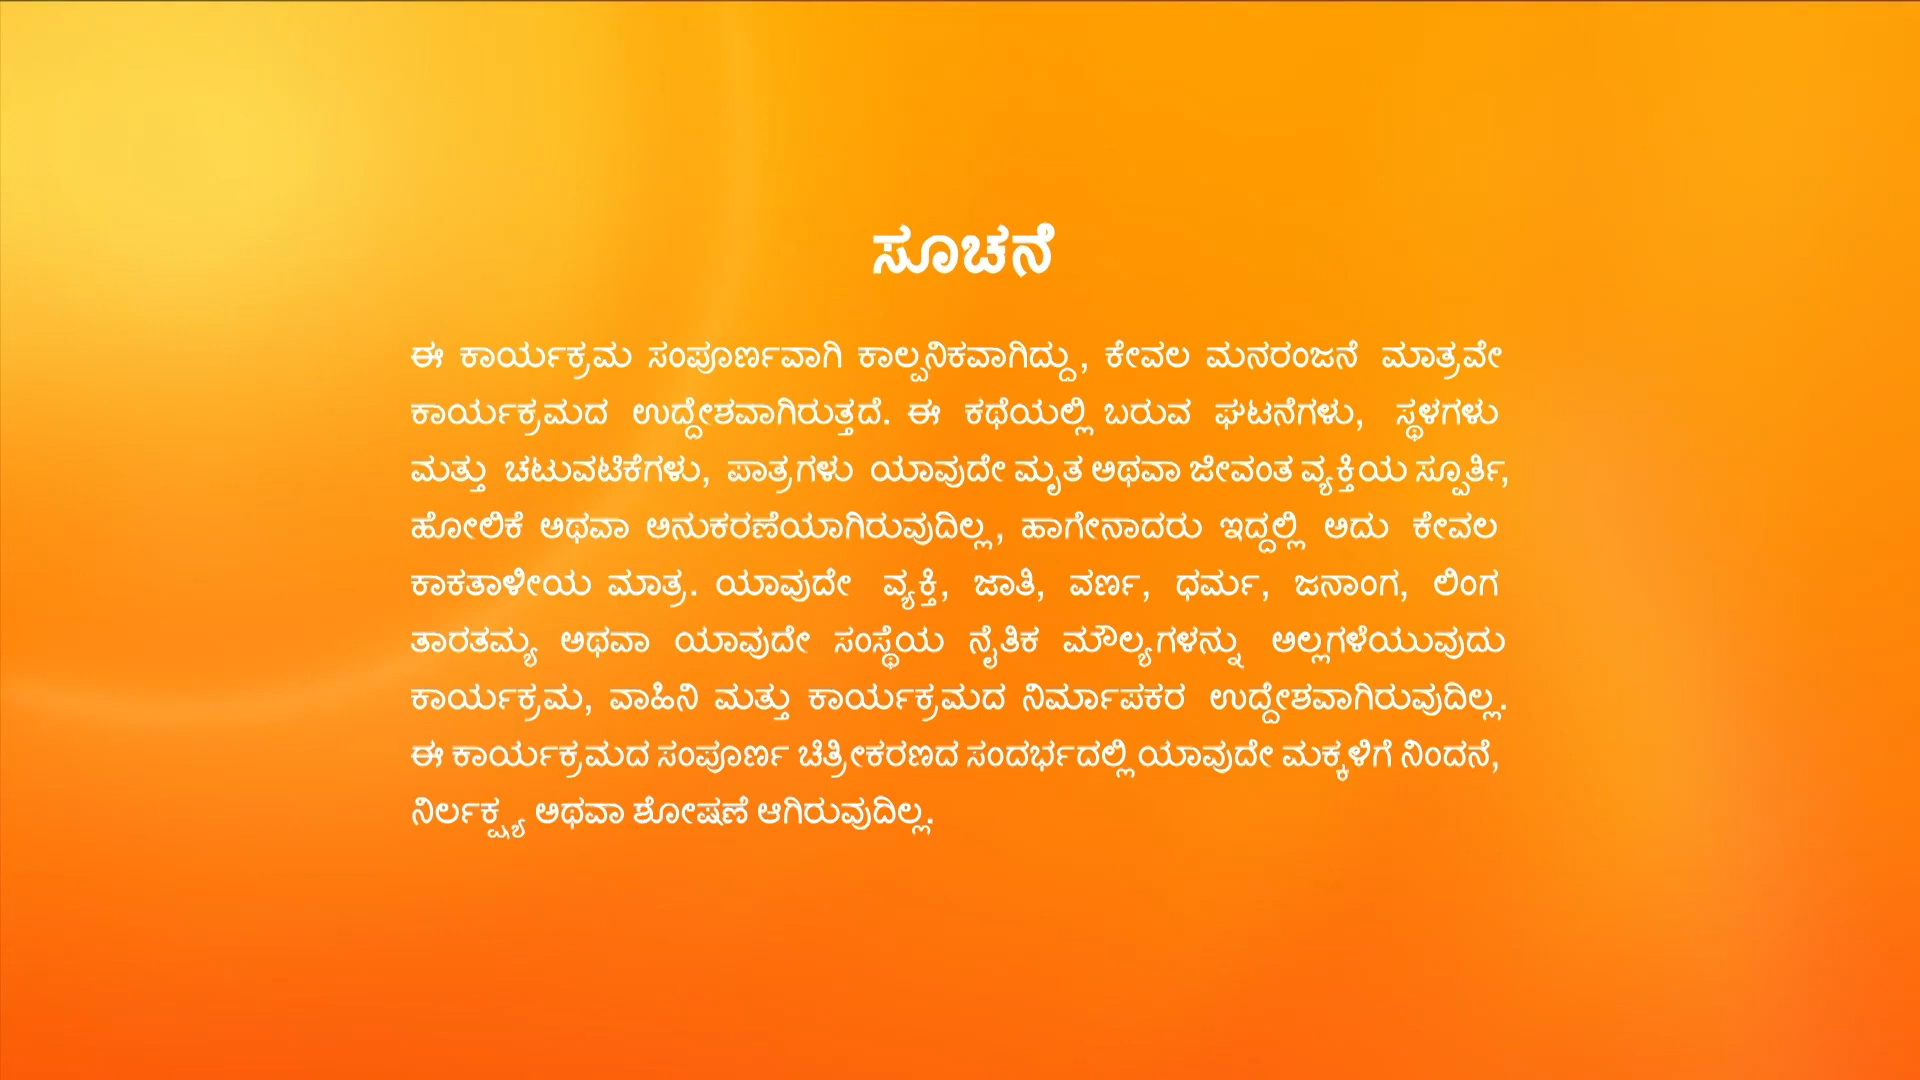 ಸೂಚನೆ
ಈ ಕಾರ್ಯಕ್ರಮ ಸಂಪೂರ್ಣವಾಗಿ ಕಾಲ್ಪನಿಕವಾಗಿದ್ದು, ಕೇವಲ ಮನರಂಜನೆ ಮಾತ್ರವೇ
ಕಾರ್ಯಕ್ರಮದ ಉದ್ದೇಶವಾಗಿರುತ್ತದೆ. ಈ ಕಥೆಯಲ್ಲಿ ಬರುವ ಘಟನೆಗಳು, ಸ್ಥಳಗಳು
ಮತ್ತು ಚಟುವಟಿಕೆಗಳು, ಪಾತ್ರಗಳು ಯಾವುದೇ ಮೃತ ಅಥವಾ ಜೀವಂತ ವ್ಯಕ್ತಿಯ ಸ್ಪೂರ್ತಿ,
ಹೋಲಿಕೆ ಅಥವಾ ಅನುಕರಣೆಯಾಗಿರುವುದಿಲ್ಲ, ಹಾಗೇನಾದರು ಇದ್ದಲ್ಲಿ ಅದು ಕೇವಲ
ಕಾಕತಾಳೀಯ ಮಾತ್ರ. ಯಾವುದೇ ವ್ಯಕ್ತಿ, ಜಾತಿ, ವರ್ಣ, ಧರ್ಮ, ಜನಾಂಗ, ಲಿಂಗ
ತಾರತಮ್ಯ ಅಥವಾ ಯಾವುದೇ ಸಂಸ್ಥೆಯ ನೈತಿಕ ಮೌಲ್ಯಗಳನ್ನು ಅಲ್ಲಗಳೆಯುವುದು
ಕಾರ್ಯಕ್ರಮ, ವಾಹಿನಿ ಮತ್ತು ಕಾರ್ಯಕ್ರಮದ ನಿರ್ಮಾಪಕರ ಉದ್ದೇಶವಾಗಿರುವುದಿಲ್ಲ.
ಈ ಕಾರ್ಯಕ್ರಮದ ಸಂಪೂರ್ಣ ಚಿತ್ರೀಕರಣದ ಸಂದರ್ಭದಲ್ಲಿ ಯಾವುದೇ ಮಕ್ಕಳಿಗೆ ನಿಂದನೆ,
ನಿರ್ಲಕ್ಷ್ಯ ಅಥವಾ ಶೋಷಣೆ ಆಗಿರುವುದಿಲ್ಲ.